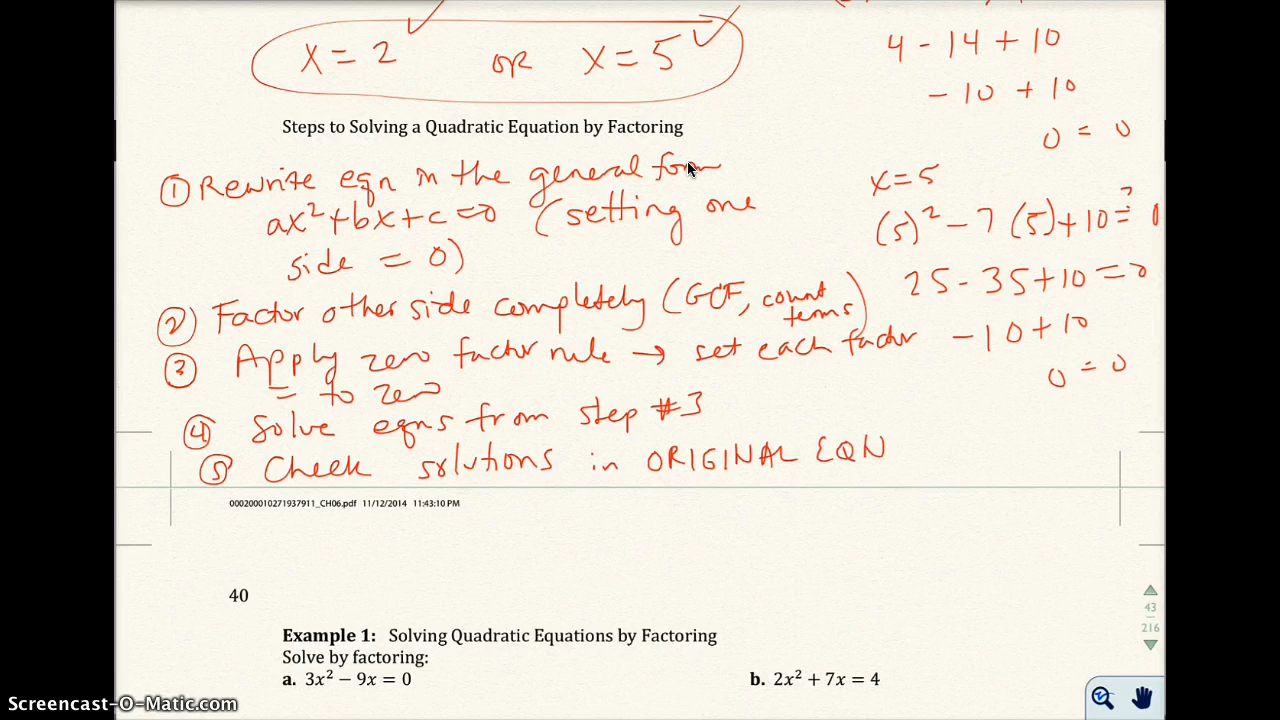 x = 2 OR x = 5
4 - 14 + 10
- 10 + 10
0 = 0
Steps to Solving a Quadratic Equation by Factoring
① Rewrite eqn in the general form
ax² + bx + c = 0 (setting one
side = 0)
② Factor other side completely (GCF, count
terms)
③ Apply zero factor rule → set each factor
= to zero
④ Solve eqns from step #3
⑤ Check solutions in ORIGINAL EQN
x = 5
(5)² - 7 (5) + 10 =? 0
25 - 35 + 10 = 0
- 10 + 10
0 = 0
000200010271937911_CH06.pdf 11/12/2014 11:43:10 PM
40
43
216
Example 1: Solving Quadratic Equations by Factoring
Solve by factoring:
a. 3x² − 9x = 0 b. 2x² + 7x = 4
Screencast-O-Matic.com